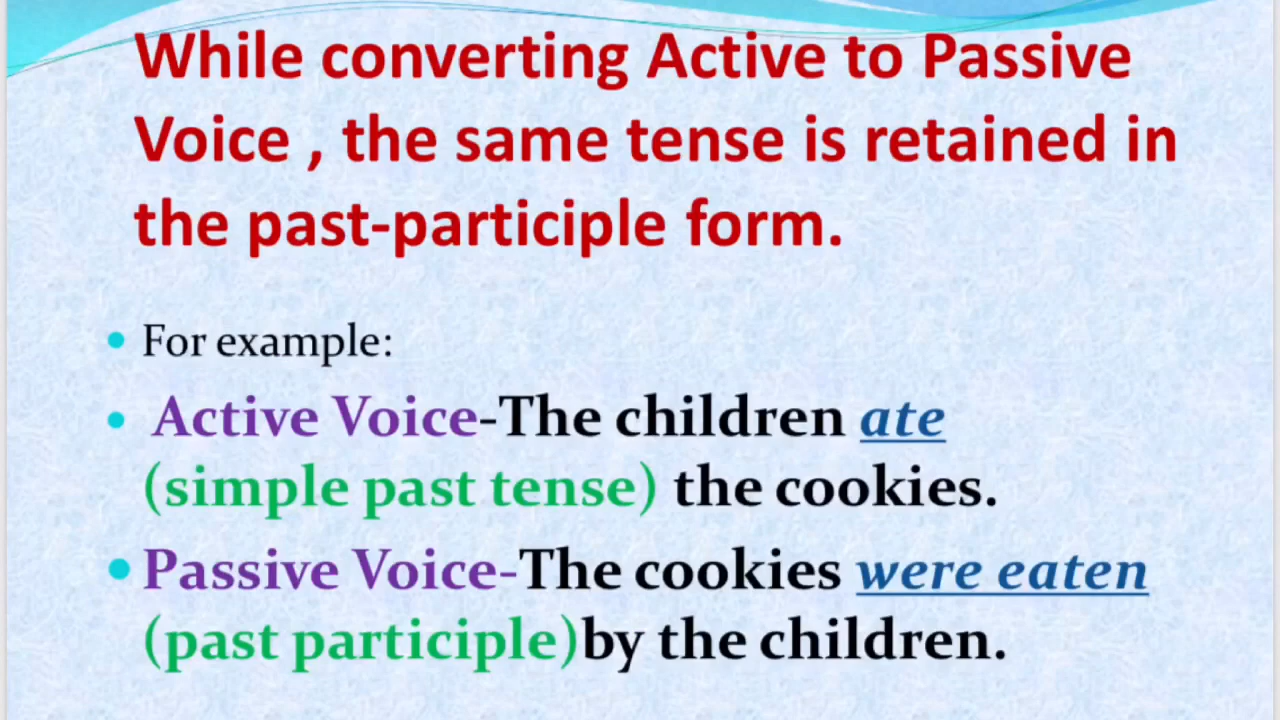 While converting Active to Passive
Voice , the same tense is retained in
the past-participle form.
For example:
Active Voice-The children ate
(simple past tense) the cookies.
Passive Voice-The cookies were eaten
(past participle)by the children.